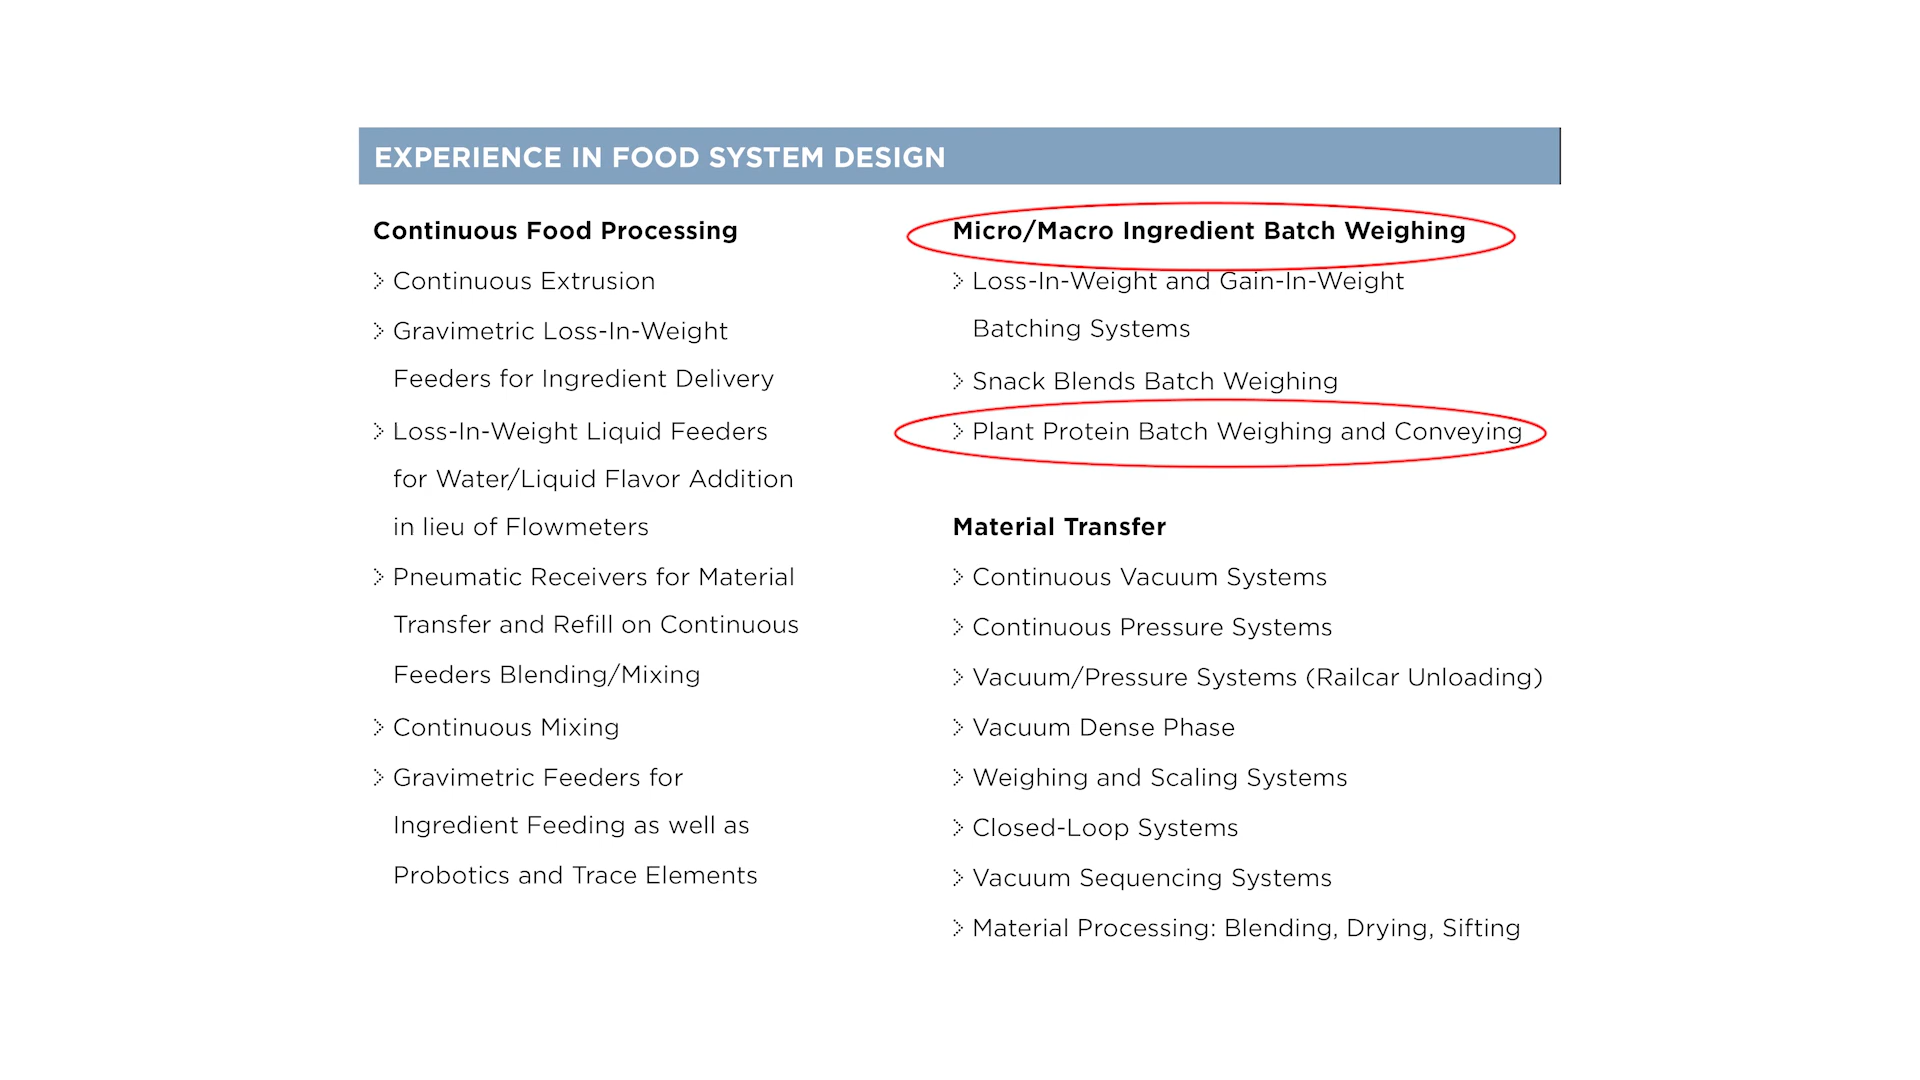 EXPERIENCE IN FOOD SYSTEM DESIGN
Continuous Food Processing
Continuous Extrusion
Gravimetric Loss-In-Weight
Feeders for Ingredient Delivery
Loss-In-Weight Liquid Feeders
for Water/Liquid Flavor Addition
in lieu of Flowmeters
Pneumatic Receivers for Material
Transfer and Refill on Continuous
Feeders Blending/Mixing
Continuous Mixing
Gravimetric Feeders for
Ingredient Feeding as well as
Probotics and Trace Elements
Micro/Macro Ingredient Batch Weighing
Loss-In-Weight and Gain-In-Weight
Batching Systems
Snack Blends Batch Weighing
Plant Protein Batch Weighing and Conveying
Material Transfer
Continuous Vacuum Systems
Continuous Pressure Systems
Vacuum/Pressure Systems (Railcar Unloading)
Vacuum Dense Phase
Weighing and Scaling Systems
Closed-Loop Systems
Vacuum Sequencing Systems
Material Processing: Blending, Drying, Sifting